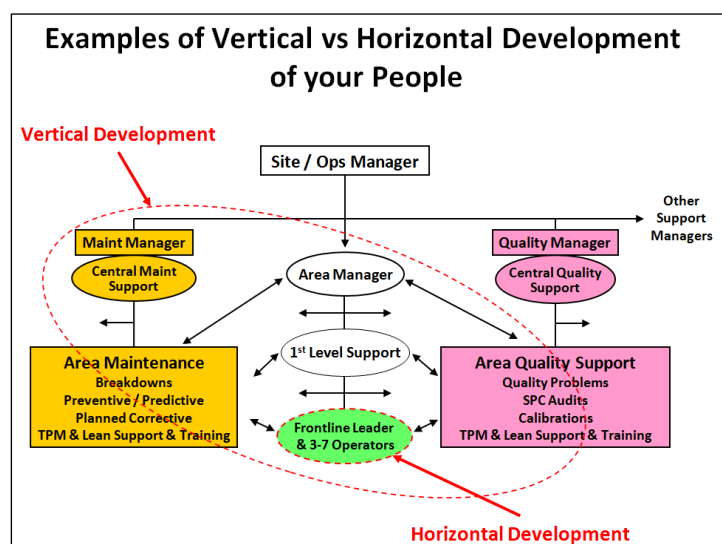 Examples of Vertical vs Horizontal Development
of your People
Vertical Development
Site / Ops Manager
Other
Support
Managers
Maint Manager
Central Maint
Support
Area Manager
Quality Manager
Central Quality
Support
Area Maintenance
Breakdowns
Preventive / Predictive
Planned Corrective
TPM & Lean Support & Training
1st Level Support
Area Quality Support
Quality Problems
SPC Audits
Calibrations
TPM & Lean Support & Training
Frontline Leader
& 3-7 Operators
Horizontal Development